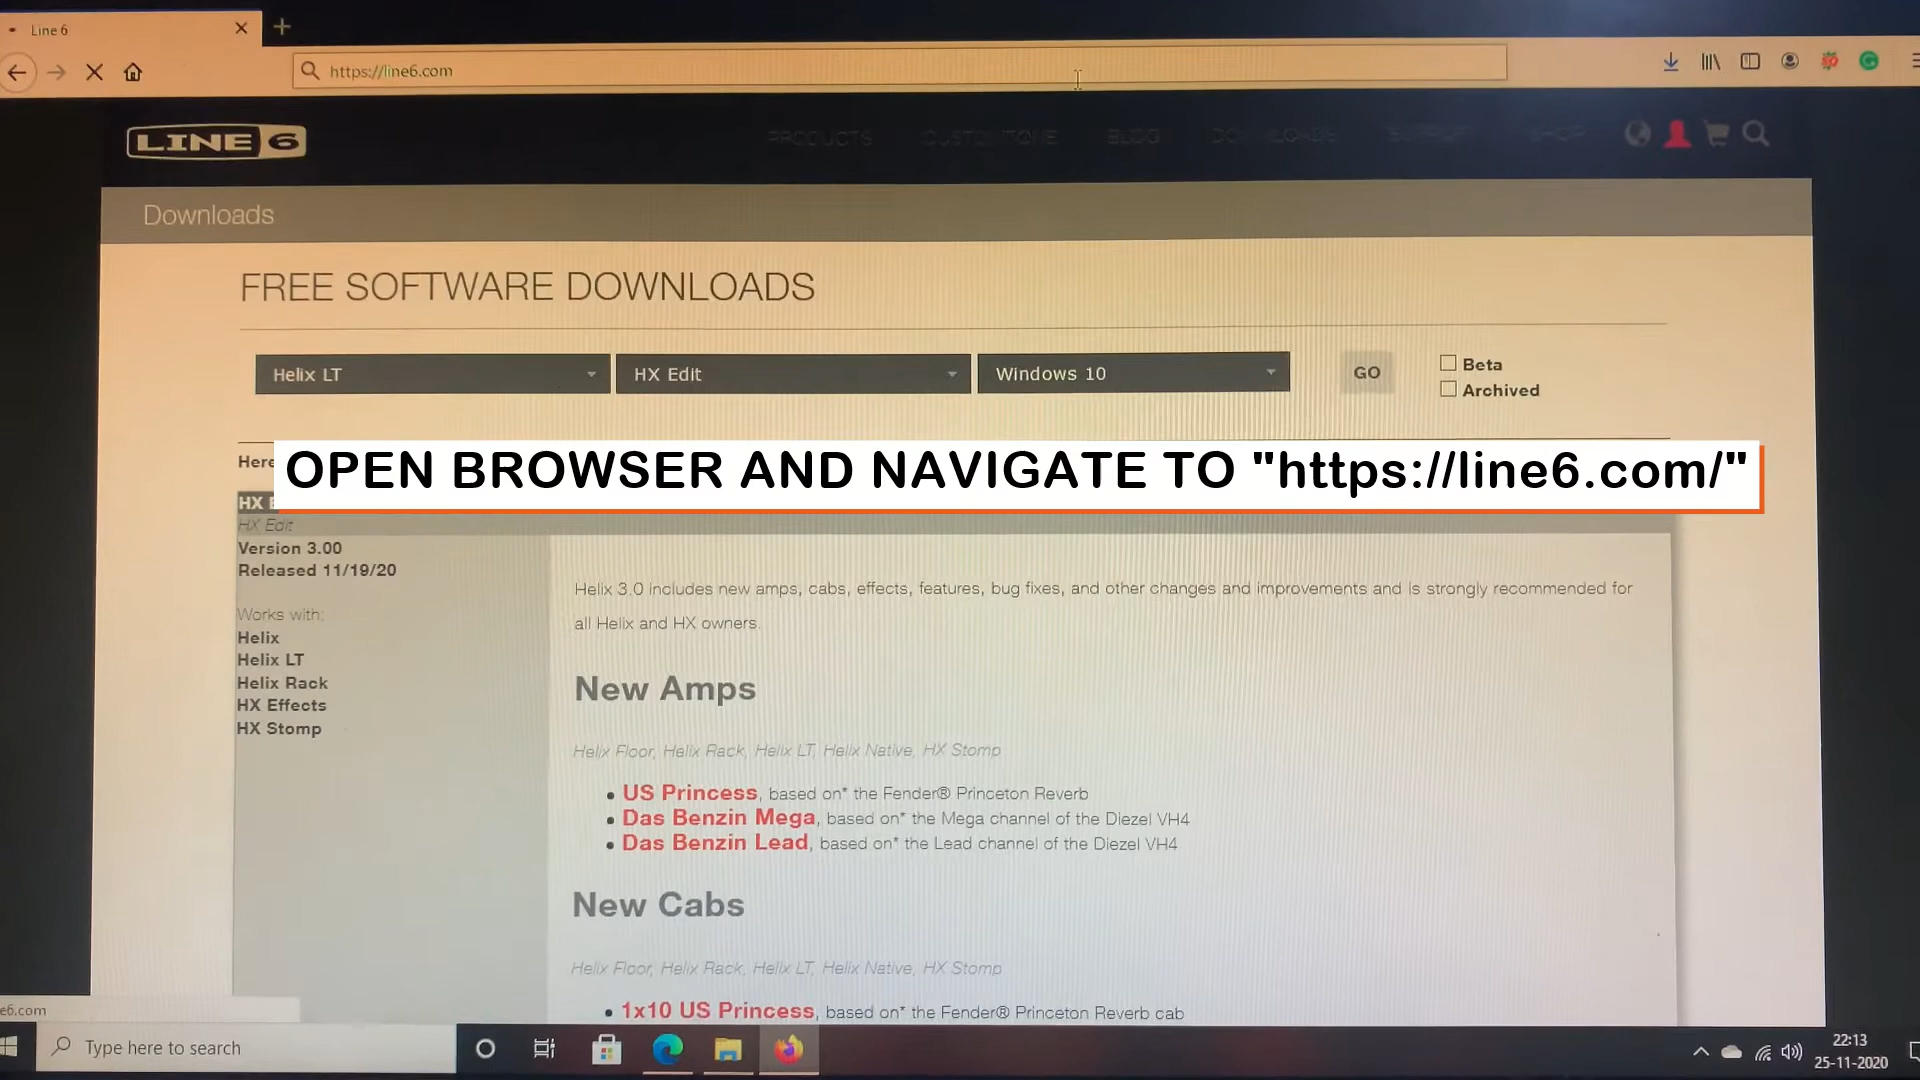 Line 6
https://line6.com
LINE 6
PRODUCTS CUSTOMTONE BLOG DOWNLOADS SUPPORT SHOP
Downloads
FREE SOFTWARE DOWNLOADS
Helix LT HX Edit Windows 10 GO
Beta
Archived
Here
OPEN BROWSER AND NAVIGATE TO "https://line6.com/"
HX E
HX Edit
Version 3.00
Released 11/19/20
Works with:
Helix
Helix LT
Helix Rack
HX Effects
HX Stomp
Helix 3.0 includes new amps, cabs, effects, features, bug fixes, and other changes and improvements and is strongly recommended for
all Helix and HX owners.
New Amps
Helix Floor, Helix Rack, Helix LT, Helix Native, HX Stomp
US Princess, based on* the Fender® Princeton Reverb
Das Benzin Mega, based on* the Mega channel of the Diezel VH4
Das Benzin Lead, based on* the Lead channel of the Diezel VH4
New Cabs
Helix Floor, Helix Rack, Helix LT, Helix Native, HX Stomp
1x10 US Princess, based on* the Fender® Princeton Reverb cab
e6.com
Type here to search
22:13
25-11-2020